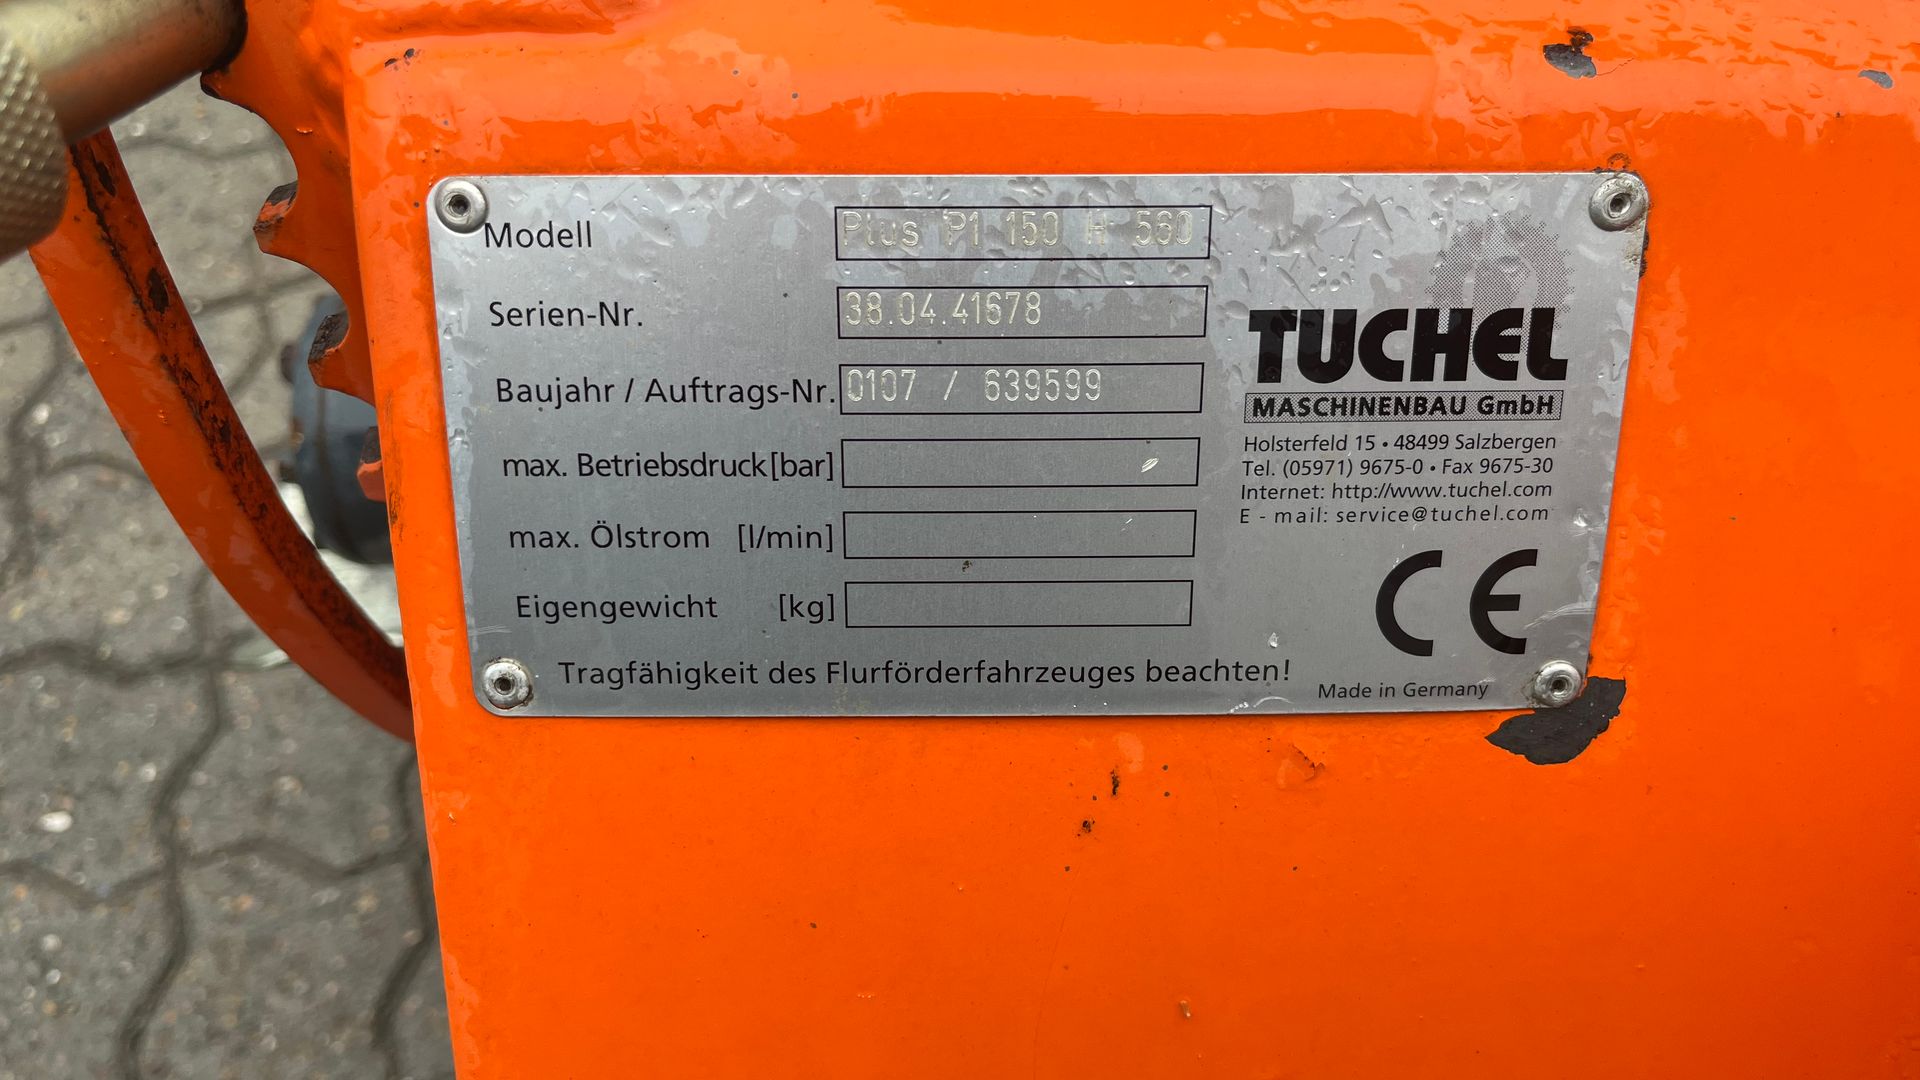 Modell Plus P1 150 H 560
Serien-Nr. 38.04.41678
Baujahr / Auftrags-Nr. 0107 / 639599
max. Betriebsdruck[bar]
max. Ölstrom [l/min]
Eigengewicht [kg]
Tragfähigkeit des Flurförderfahrzeuges beachten!
TUCHEL
MASCHINENBAU GmbH
Holsterfeld 15 • 48499 Salzbergen
Tel. (05971) 9675-0 • Fax 9675-30
Internet: http://www.tuchel.com
E - mail: service@tuchel.com
CE
Made in Germany